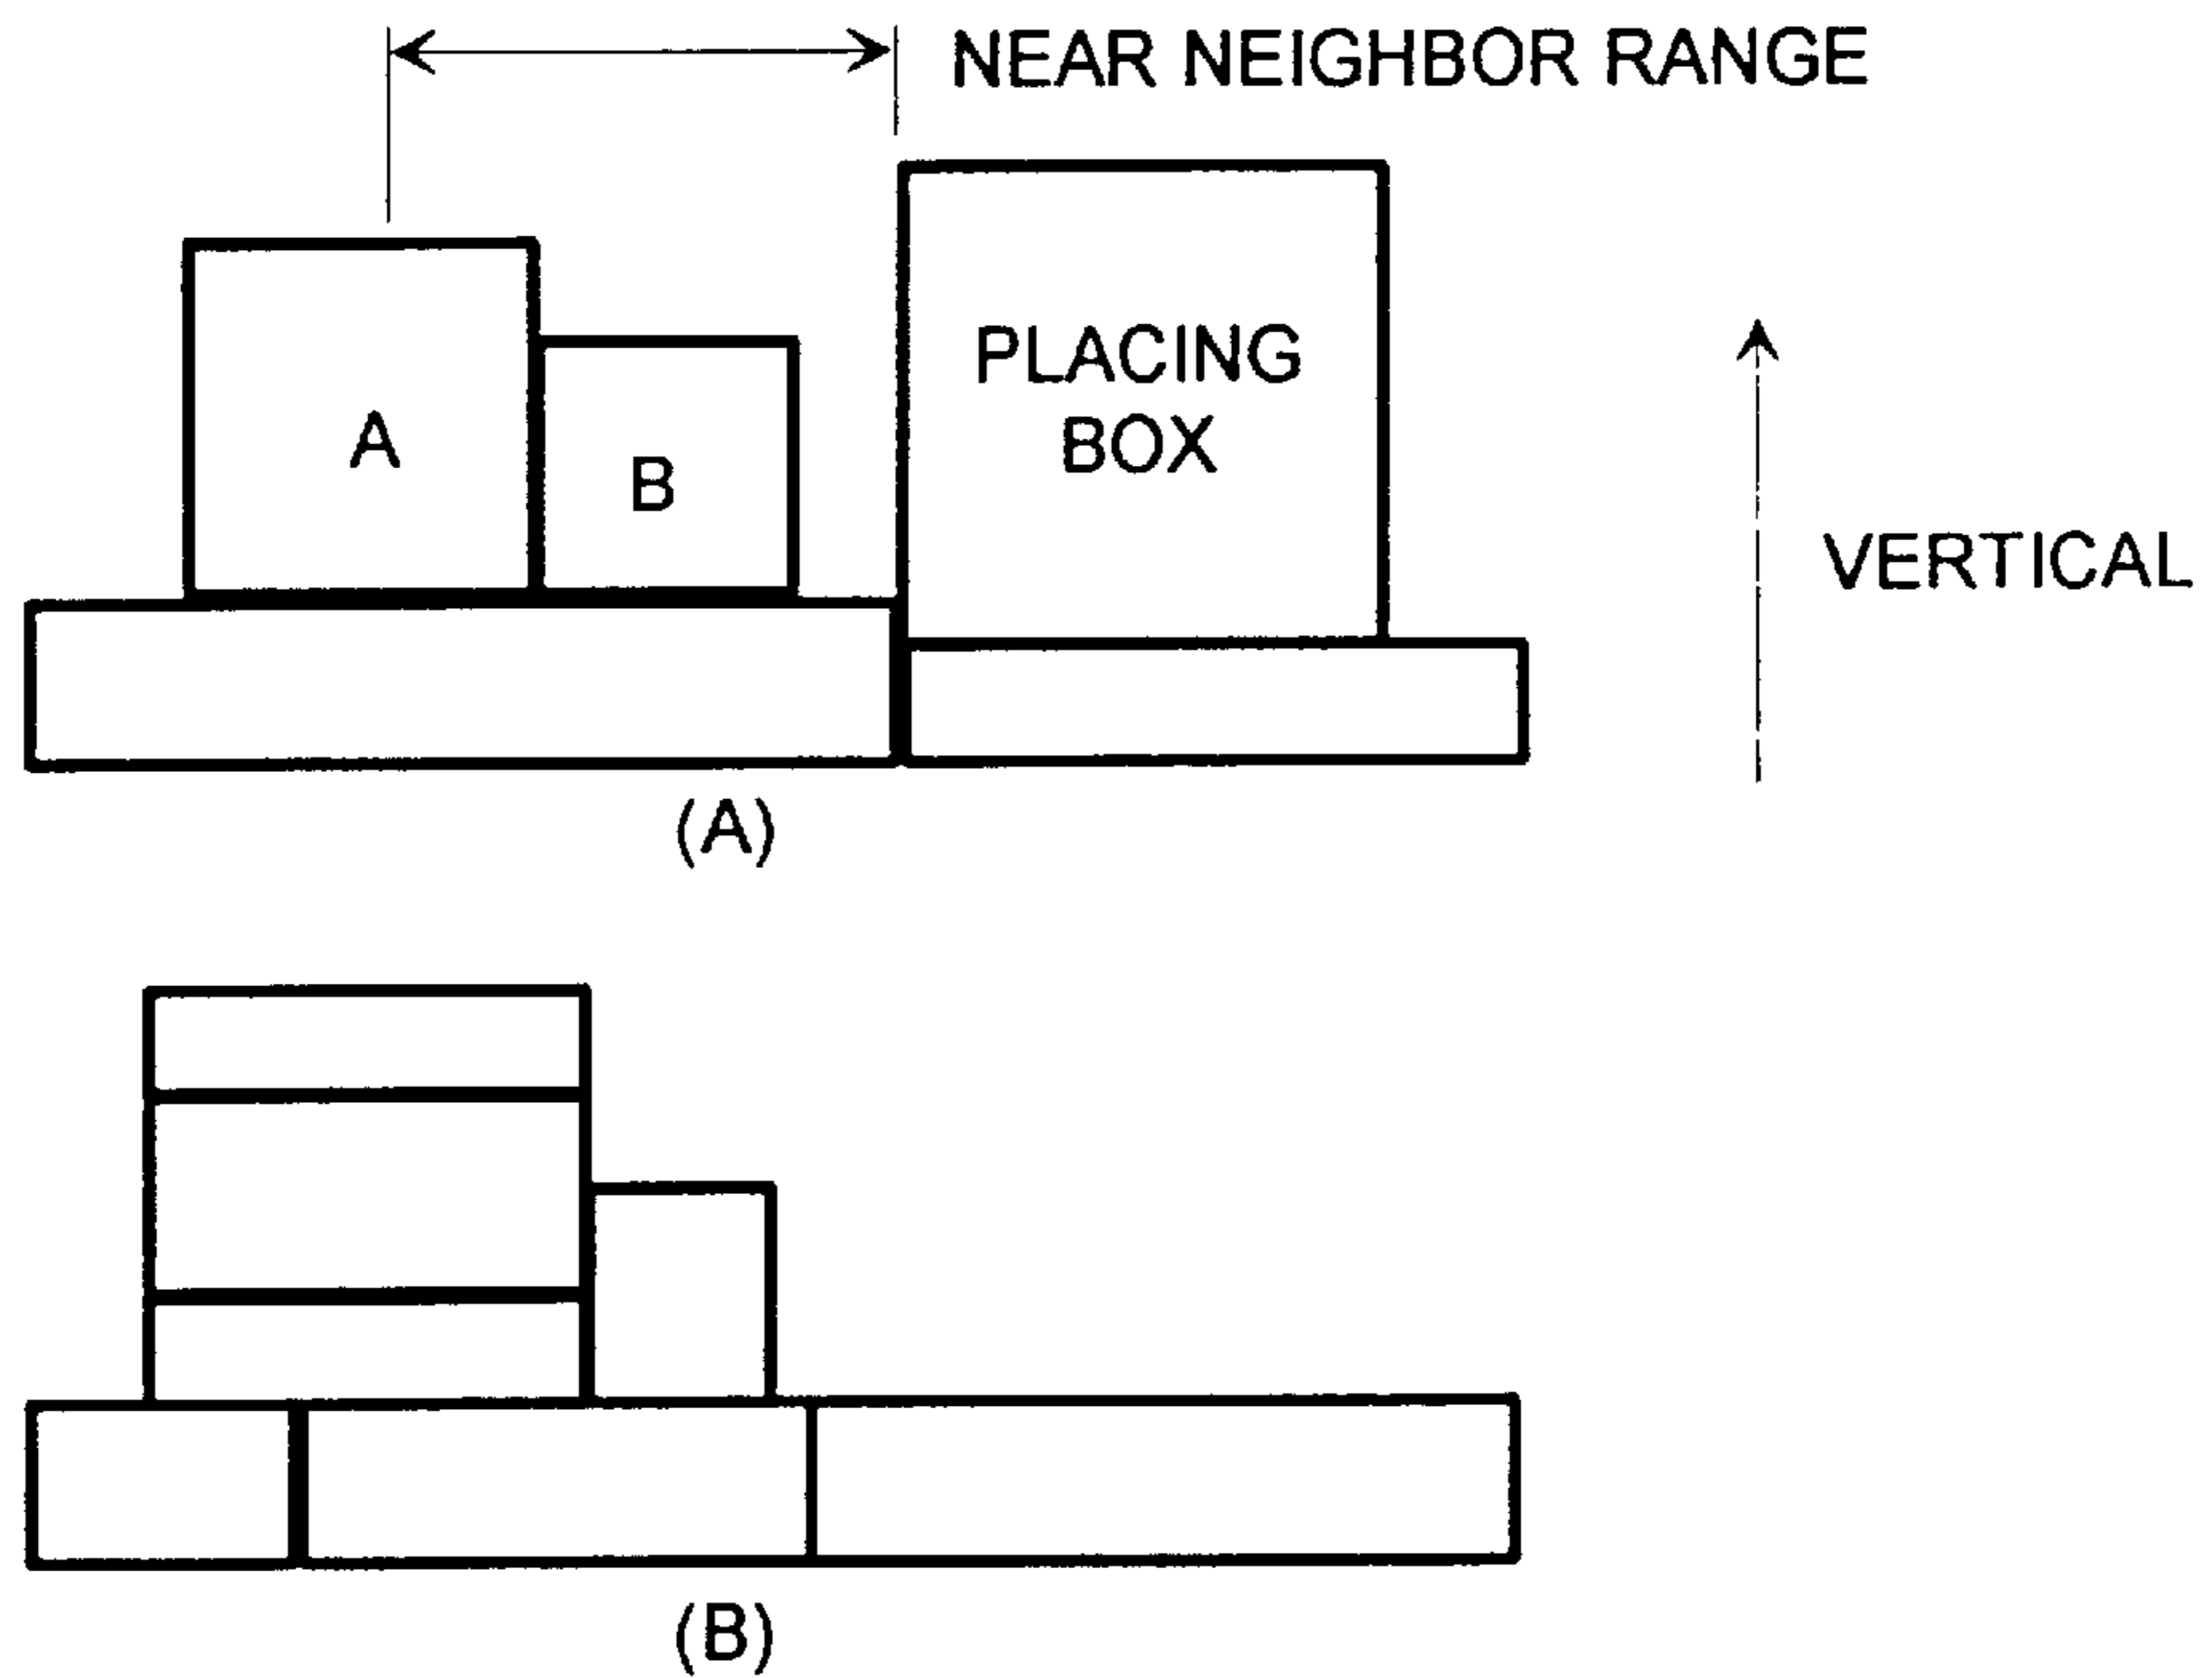 NEAR NEIGHBOR RANGE
A
B
PLACING
BOX
VERTICAL
(A)
(B)